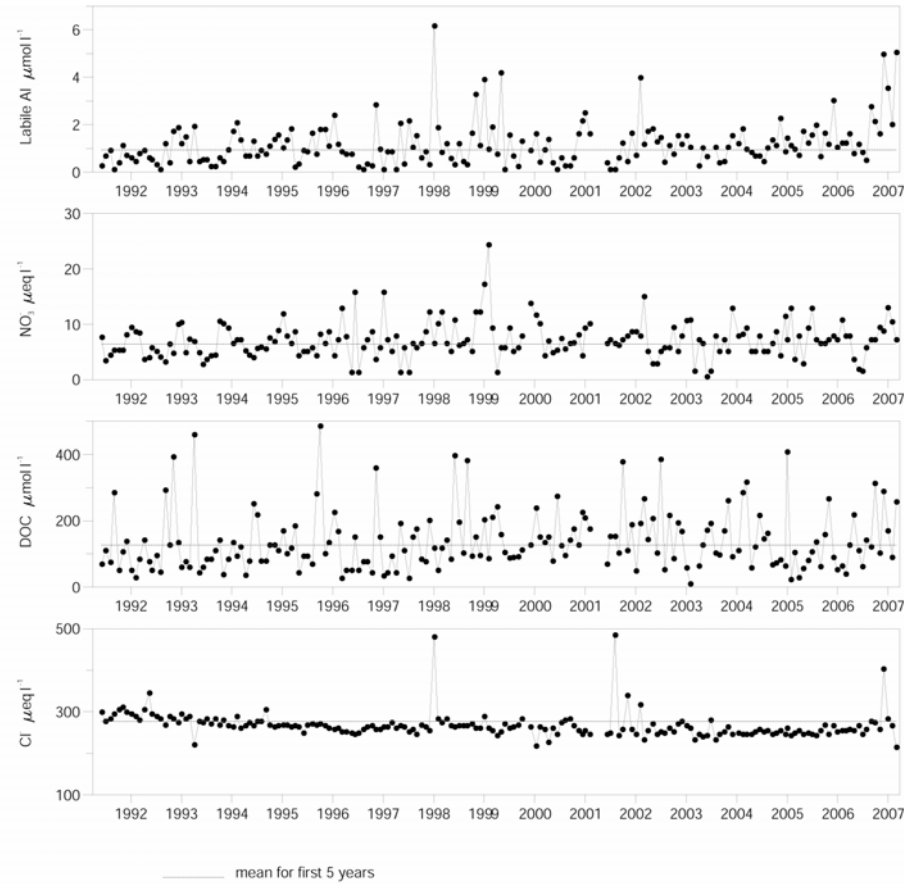 Labile Al μmol l⁻¹
6
4
2
0
1992 1993 1994 1995 1996 1997 1998 1999 2000 2001 2002 2003 2004 2005 2006 2007
NO₃ μeq l⁻¹
30
20
10
0
1992 1993 1994 1995 1996 1997 1998 1999 2000 2001 2002 2003 2004 2005 2006 2007
DOC μmol l⁻¹
400
200
0
1992 1993 1994 1995 1996 1997 1998 1999 2000 2001 2002 2003 2004 2005 2006 2007
Cl⁻ μeq l⁻¹
500
300
100
1992 1993 1994 1995 1996 1997 1998 1999 2000 2001 2002 2003 2004 2005 2006 2007
mean for first 5 years